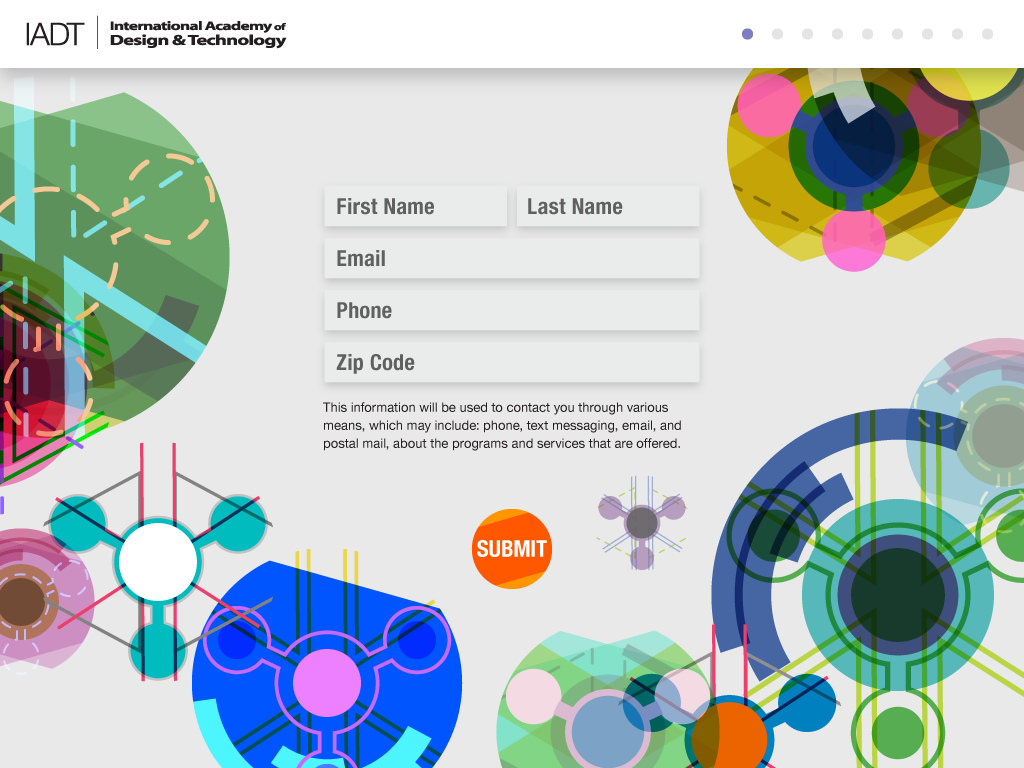 IADT
International Academy of
Design & Technology
First Name
Last Name
Email
Phone
Zip Code
This information will be used to contact you through various
means, which may include: phone, text messaging, email, and
postal mail, about the programs and services that are offered.
SUBMIT